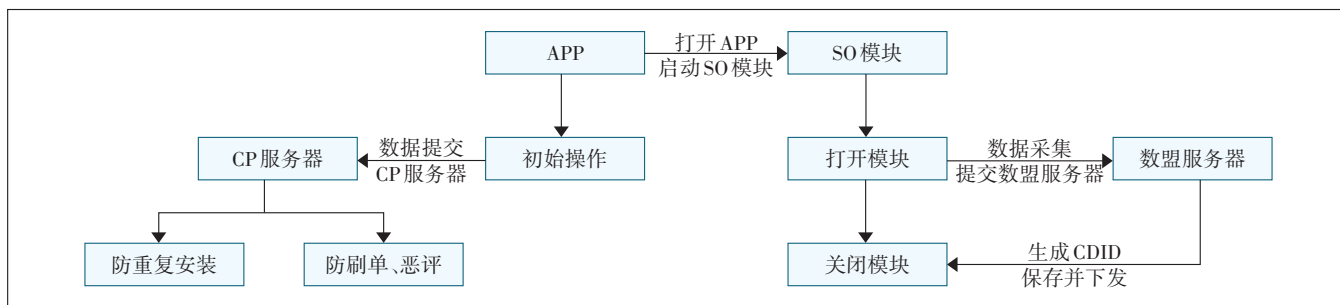 APP
打开APP
启动SO模块
SO模块
CP服务器
数据提交
CP服务器
初始操作
打开模块
数据采集
提交数盟服务器
数盟服务器
防重复安装
防刷单、恶评
关闭模块
生成CDID
保存并下发